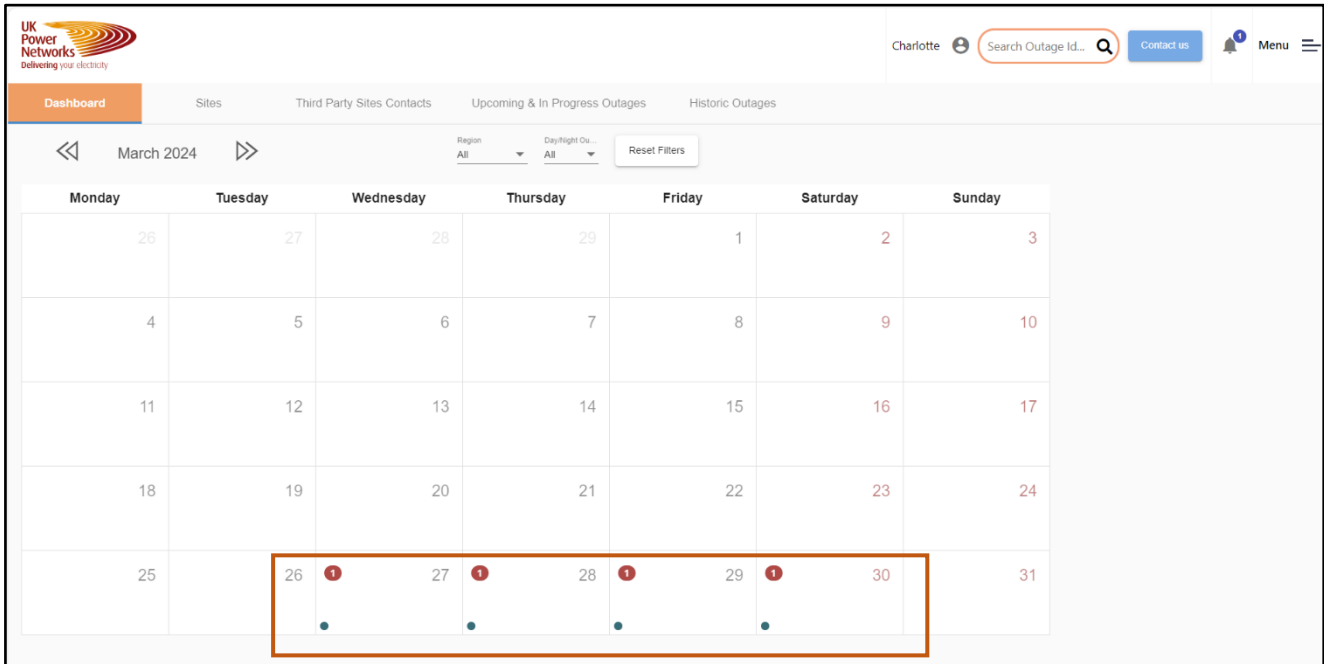 UK
Power
Networks
Delivering your electricity
Charlotte
Search Outage Id...
Contact us
1
Menu
Dashboard
Sites
Third Party Sites Contacts
Upcoming & In Progress Outages
Historic Outages
March 2024
Region
All
Day/Night Ou...
All
Reset Filters
Monday Tuesday Wednesday Thursday Friday Saturday Sunday
26 27 28 29 1 2 3
4 5 6 7 8 9 10
11 12 13 14 15 16 17
18 19 20 21 22 23 24
25 26 1 27 1 28 1 29 1 30 31